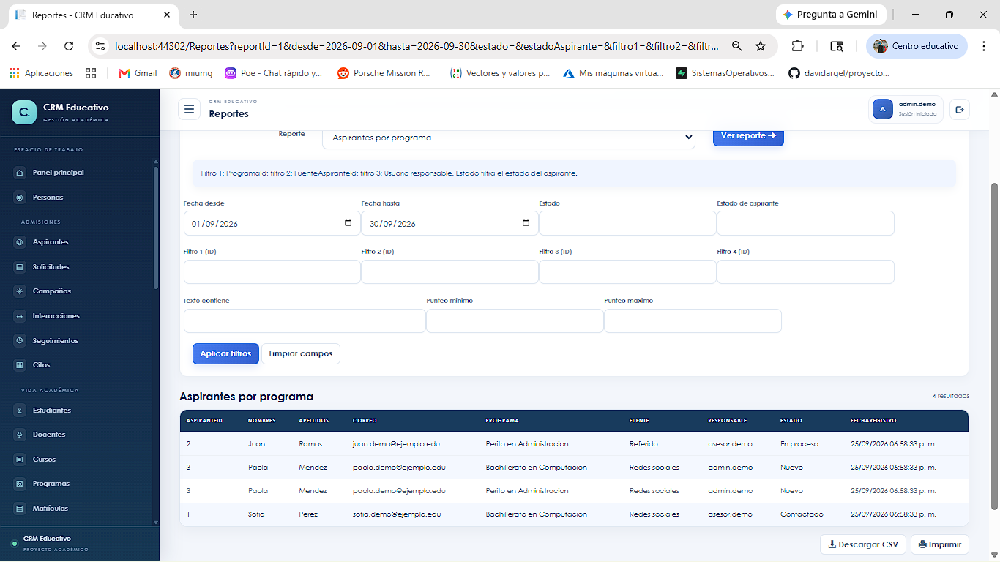 Reportes - CRM Educativo
Pregunta a Gemini
localhost:44302/Reportes?reportId=1&desde=2026-09-01&hasta=2026-09-30&estado=&estadoAspirante=&filtro1=&filtro2=&filtr...
Centro educativo
Aplicaciones Gmail miumg Poe - Chat rápido y... Porsche Mission R... Vectores y valores p... Mis máquinas virtua... SistemasOperativos... davidargel/proyecto...
C. CRM Educativo
GESTIÓN ACADÉMICA
CRM EDUCATIVO
Reportes
A admin.demo
Sesión iniciada
ESPACIO DE TRABAJO
Panel principal
Personas
ADMISIONES
Aspirantes
Solicitudes
Campañas
Interacciones
Seguimientos
Citas
VIDA ACADÉMICA
Estudiantes
Docentes
Cursos
Programas
Matrículas
CRM Educativo
PROYECTO ACADÉMICO
Reporte Aspirantes por programa Ver reporte
Filtro 1: ProgramaId; filtro 2: FuenteAspiranteId; filtro 3: Usuario responsable. Estado filtra el estado del aspirante.
Fecha desde Fecha hasta Estado Estado de aspirante
01/09/2026 30/09/2026
Filtro 1 (ID) Filtro 2 (ID) Filtro 3 (ID) Filtro 4 (ID)
Texto contiene Punteo minimo Punteo maximo
Aplicar filtros Limpiar campos
Aspirantes por programa 4 resultados
ASPIRANTEID NOMBRES APELLIDOS CORREO PROGRAMA FUENTE RESPONSABLE ESTADO FECHAREGISTRO
2 Juan Ramos juan.demo@ejemplo.edu Perito en Administracion Referido asesor.demo En proceso 25/09/2026 06:58:33 p. m.
3 Paola Mendez paola.demo@ejemplo.edu Bachillerato en Computacion Redes sociales admin.demo Nuevo 25/09/2026 06:58:33 p. m.
3 Paola Mendez paola.demo@ejemplo.edu Perito en Administracion Redes sociales admin.demo Nuevo 25/09/2026 06:58:33 p. m.
1 Sofia Perez sofia.demo@ejemplo.edu Bachillerato en Computacion Redes sociales asesor.demo Contactado 25/09/2026 06:58:33 p. m.
Descargar CSV Imprimir